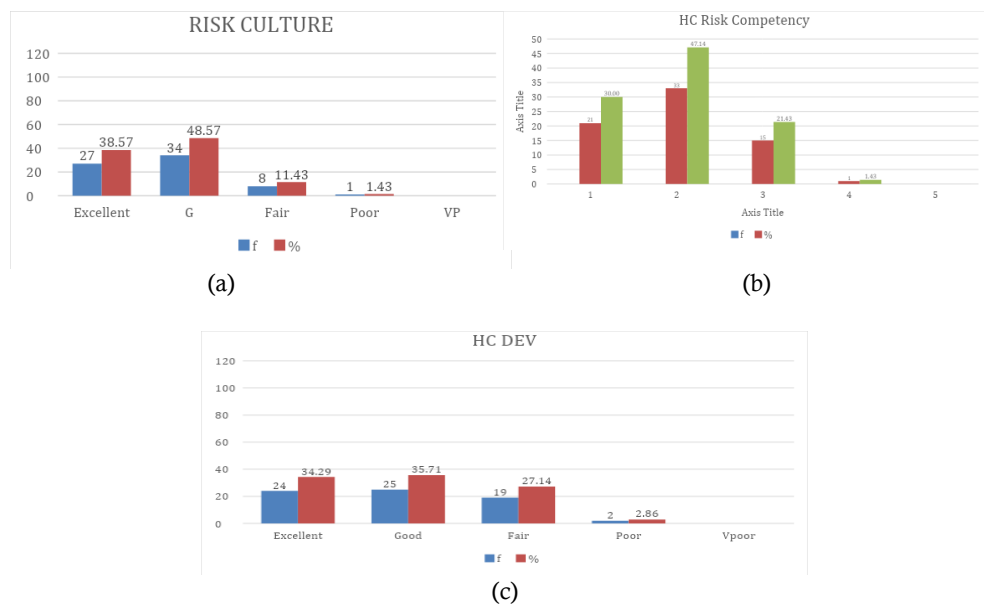 RISK CULTURE
120
100
80
60
40
20
0
27 38.57 34 48.57 8 11.43 1 1.43
Excellent G Fair Poor VP
f %
(a)
HC Risk Competency
Axis Title
50
45
40
35
30
25
20
15
10
5
0
21 30.00 33 47.14 15 21.43 1 1.43
1 2 3 4 5
Axis Title
f %
(b)
HC DEV
120
100
80
60
40
20
0
24 34.29 25 35.71 19 27.14 2 2.86
Excellent Good Fair Poor Vpoor
f %
(c)